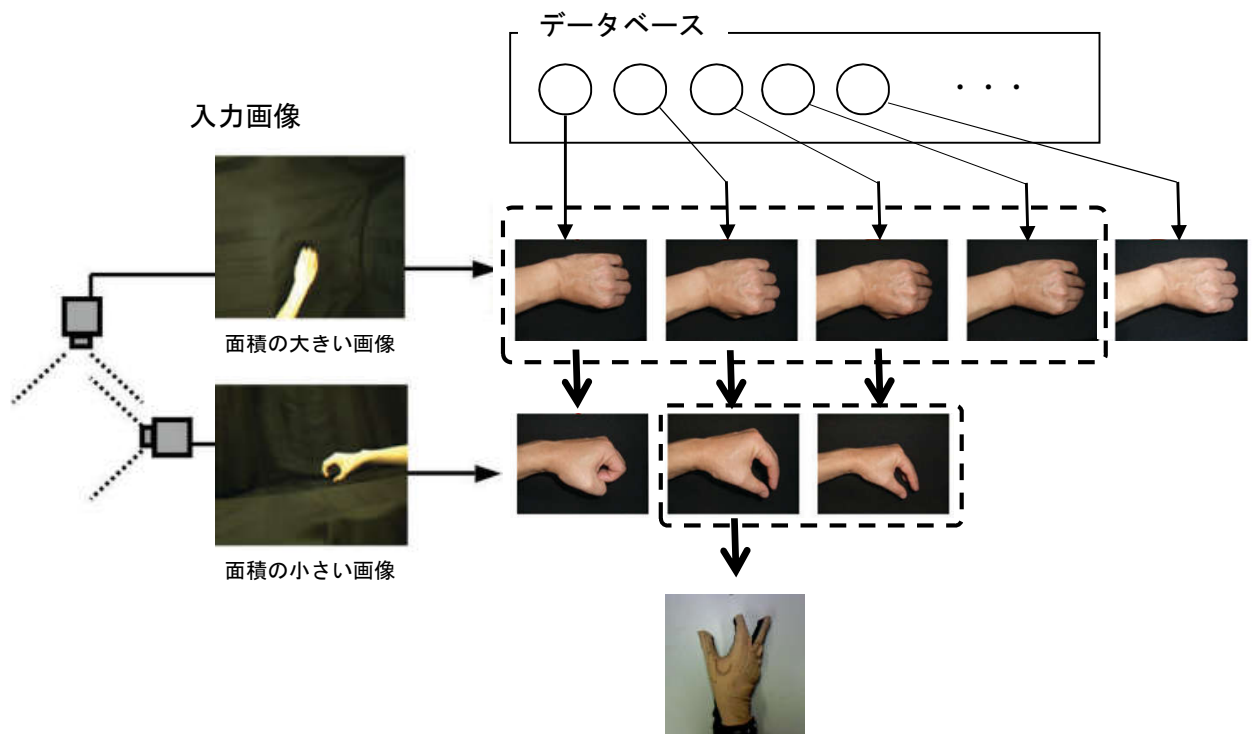 データベース
・・・
入力画像
面積の大きい画像
面積の小さい画像